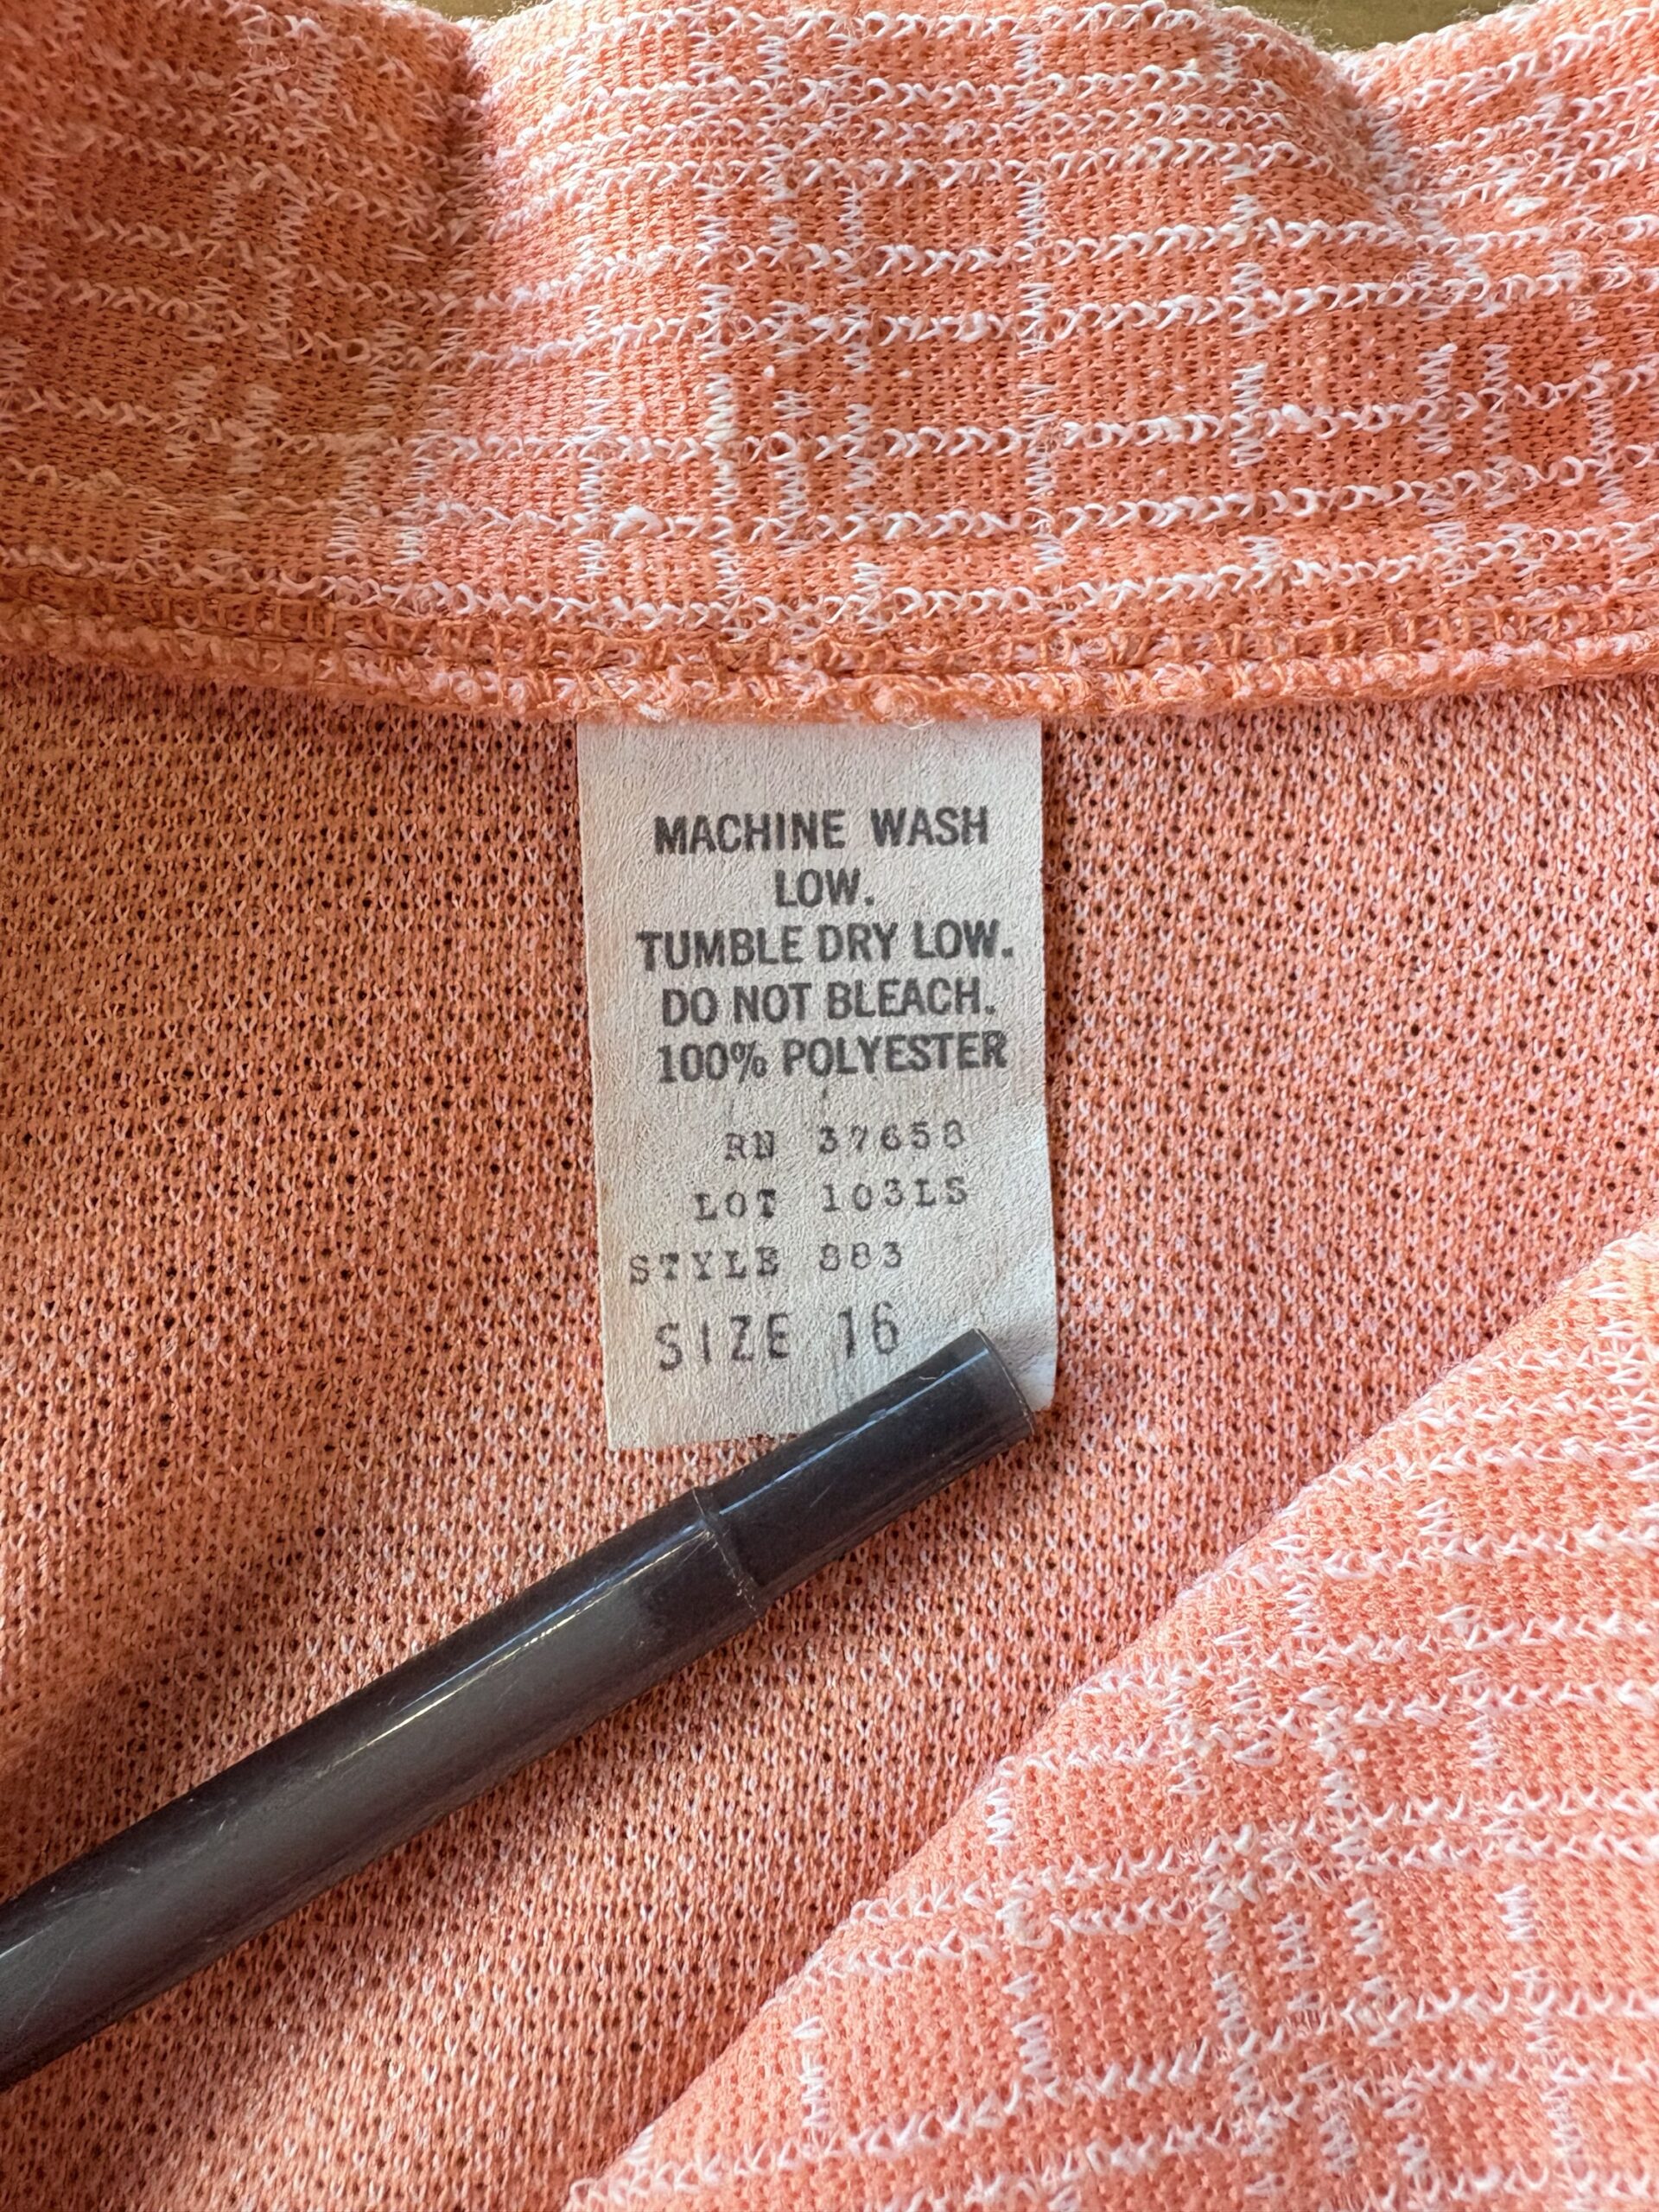 MACHINE WASH
LOW.
TUMBLE DRY LOW.
DO NOT BLEACH.
100% POLYESTER
RN 37658
LOT 103LS
STYLE 883
SIZE 16